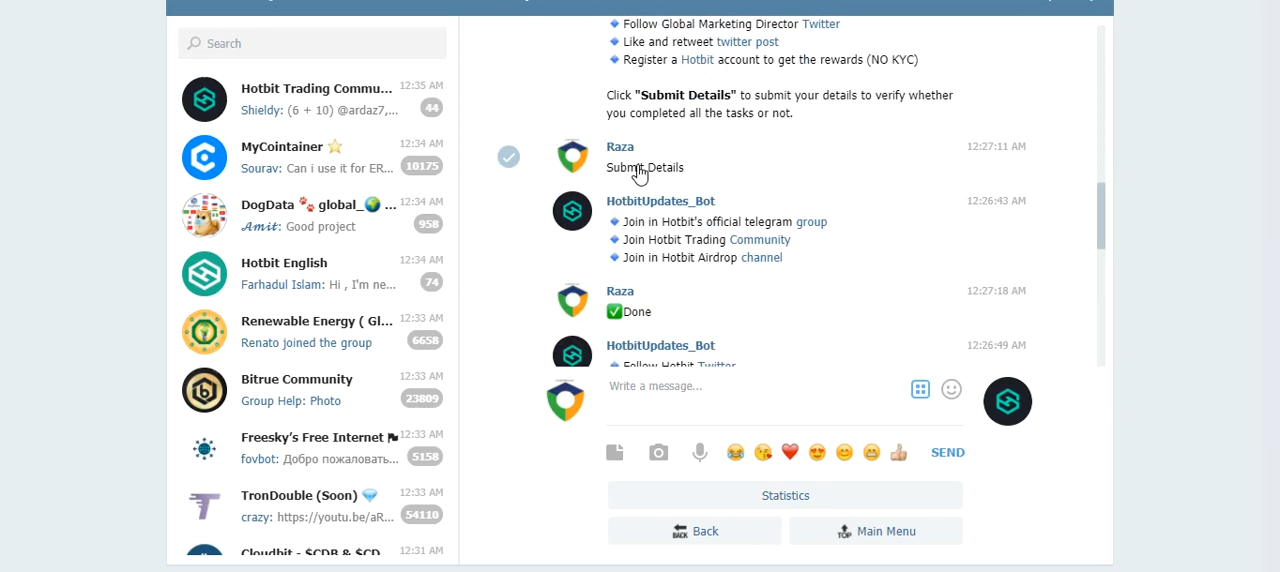 Search
Hotbit Trading Commu... 12:35 AM
Shieldy: (6 + 10) @ardaz7,... 44
MyCointainer ⭐ 12:34 AM
Sourav: Can i use it for ER... 10175
DogData 🐾 global_🌍 ... 12:34 AM
𝓐𝓶𝓲𝓽: Good project 958
Hotbit English 12:34 AM
Farhadul Islam: Hi , I'm ne... 74
Renewable Energy ( Gl... 12:33 AM
Renato joined the group 6658
Bitrue Community 12:33 AM
Group Help: Photo 23809
Freesky's Free Internet 🏴 12:33 AM
fovbot: Добро пожаловать... 5158
TronDouble (Soon) 💎 12:33 AM
crazy: https://youtu.be/aR... 54110
Cloudbit - $CDB & $CD... 12:31 AM
🔹 Follow Global Marketing Director Twitter
🔹 Like and retweet twitter post
🔹 Register a Hotbit account to get the rewards (NO KYC)
Click "Submit Details" to submit your details to verify whether
you completed all the tasks or not.
Raza 12:27:11 AM
Submit Details
HotbitUpdates_Bot 12:26:43 AM
🔹 Join in Hotbit's official telegram group
🔹 Join Hotbit Trading Community
🔹 Join in Hotbit Airdrop channel
Raza 12:27:18 AM
✅Done
HotbitUpdates_Bot 12:26:49 AM
🔹 Follow Hotbit Twitter
Write a message...
😂 😘 ❤️ 😍 😊 😁 👍 SEND
Statistics
🔙 Back
🔝 Main Menu